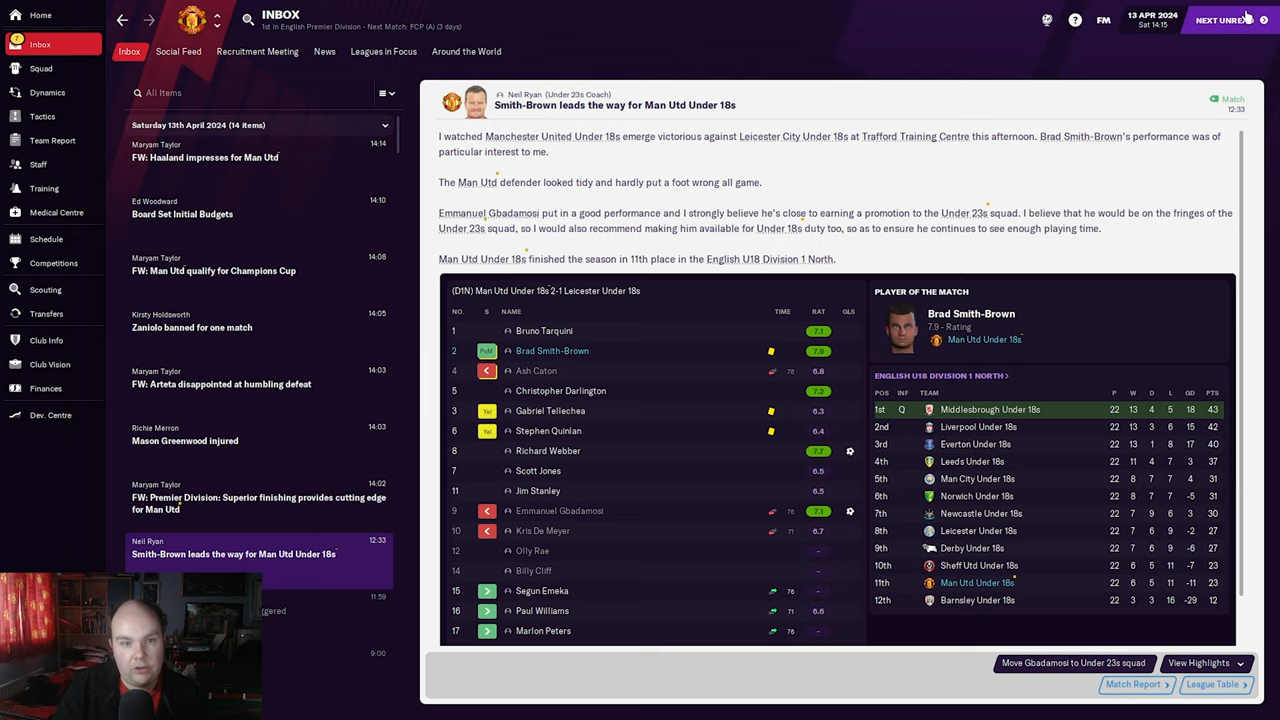 Home
7
Inbox
Squad
Dynamics
Tactics
Team Report
Staff
Training
Medical Centre
Schedule
Competitions
Scouting
Transfers
Club Info
Club Vision
Finances
Dev. Centre
INBOX
1st in English Premier Division - Next Match: FCP (A) (3 days)
?
FM
13 APR 2024
Sat 14:15
Inbox
Social Feed
Recruitment Meeting
News
Leagues in Focus
Around the World
All Items
Saturday 13th April 2024 (14 items)
Maryam Taylor 14:14
FW: Haaland impresses for Man Utd
Ed Woodward 14:10
Board Set Initial Budgets
Maryam Taylor 14:08
FW: Man Utd qualify for Champions Cup
Kirsty Holdsworth 14:05
Zaniolo banned for one match
Maryam Taylor 14:03
FW: Arteta disappointed at humbling defeat
Richie Merron 14:03
Mason Greenwood injured
Maryam Taylor 14:02
FW: Premier Division: Superior finishing provides cutting edge
for Man Utd
Neil Ryan 12:33
Smith-Brown leads the way for Man Utd Under 18s
11:59
9:00
Neil Ryan (Under 23s Coach)
Smith-Brown leads the way for Man Utd Under 18s
Match
12:33
I watched Manchester United Under 18s emerge victorious against Leicester City Under 18s at Trafford Training Centre this afternoon. Brad Smith-Brown's performance was of
particular interest to me.
The Man Utd defender looked tidy and hardly put a foot wrong all game.
Emmanuel Gbadamosi put in a good performance and I strongly believe he's close to earning a promotion to the Under 23s squad. I believe that he would be on the fringes of the
Under 23s squad, so I would also recommend making him available for Under 18s duty too, so as to ensure he continues to see enough playing time.
Man Utd Under 18s finished the season in 11th place in the English U18 Division 1 North.
(D1N) Man Utd Under 18s 2-1 Leicester Under 18s
NO. S NAME TIME RAT GLS
1 Bruno Tarquini 7.1
2 PoM Brad Smith-Brown 7.9
4 Ash Caton 76 6.8
5 Christopher Darlington 7.2
3 Yel Gabriel Tellechea 6.3
6 Yel Stephen Quinlan 6.4
8 Richard Webber 7.7
7 Scott Jones 6.5
11 Jim Stanley 6.5
9 Emmanuel Gbadamosi 76 7.1
10 Kris De Meyer 71 6.7
12 Olly Rae -
14 Billy Cliff -
15 Segun Emeka 76 -
16 Paul Williams 71 6.6
17 Marlon Peters 76 -
PLAYER OF THE MATCH
Brad Smith-Brown
7.9 - Rating
Man Utd Under 18s
ENGLISH U18 DIVISION 1 NORTH >
POS INF TEAM P W D L GD PTS
1st Q Middlesbrough Under 18s 22 13 4 5 18 43
2nd Liverpool Under 18s 22 13 3 6 15 42
3rd Everton Under 18s 22 13 1 8 17 40
4th Leeds Under 18s 22 11 4 7 3 37
5th Man City Under 18s 22 8 7 7 4 31
6th Norwich Under 18s 22 8 7 7 -5 31
7th Newcastle Under 18s 22 7 9 6 3 30
8th Leicester Under 18s 22 7 6 9 -2 27
9th Derby Under 18s 22 7 6 9 -6 27
10th Sheff Utd Under 18s 22 6 5 11 -7 23
11th Man Utd Under 18s 22 6 5 11 -11 23
12th Barnsley Under 18s 22 3 3 16 -29 12
Move Gbadamosi to Under 23s squad
View Highlights
Match Report >
League Table >